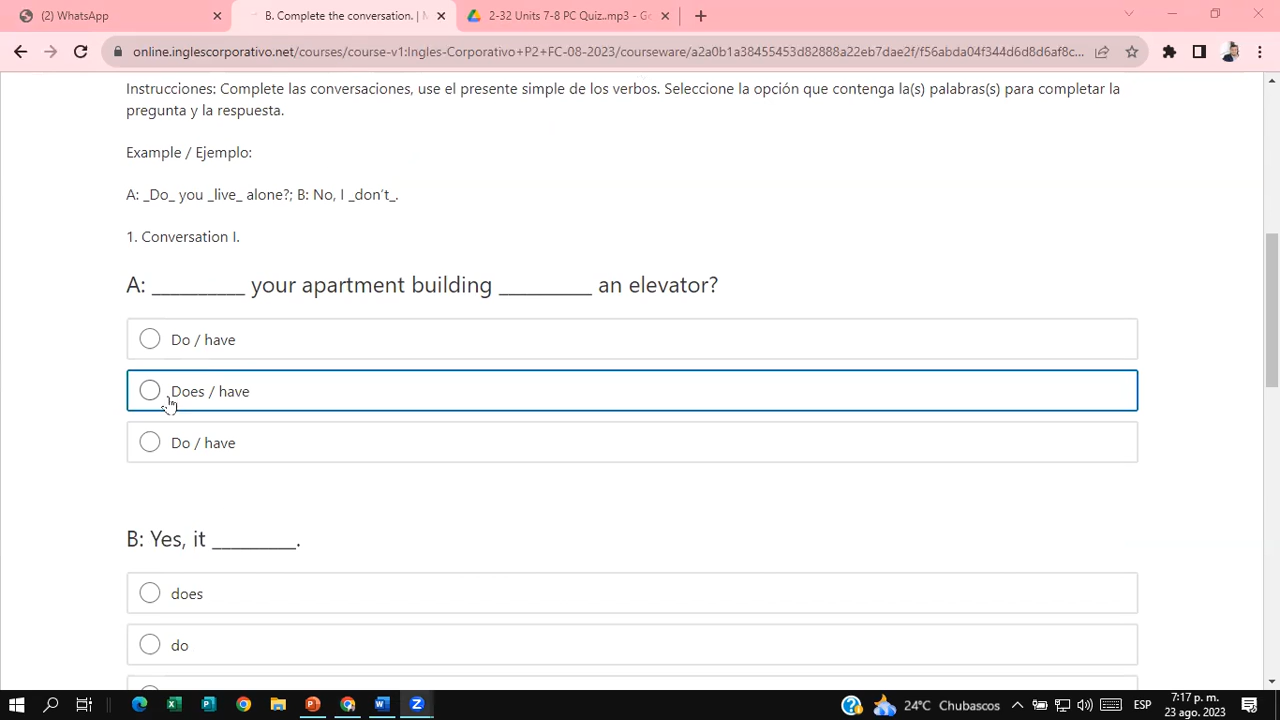 (2) WhatsApp
B. Complete the conversation. | M
2-32 Units 7-8 PC Quiz..mp3 - Go
online.inglescorporativo.net/courses/course-v1:Ingles-Corporativo+P2+FC-08-2023/courseware/a2a0b1a38455453d82888a22eb7dae2f/f56abda04f344d6d8d6af8c...
Instrucciones: Complete las conversaciones, use el presente simple de los verbos. Seleccione la opción que contenga la(s) palabras(s) para completar la
pregunta y la respuesta.
Example / Ejemplo:
A: _Do_ you _live_ alone?; B: No, I _don't_.
1. Conversation I.
A: __________ your apartment building __________ an elevator?
Do / have
Does / have
Do / have
B: Yes, it _________.
does
do
24°C Chubascos
ESP
7:17 p. m.
23 ago. 2023